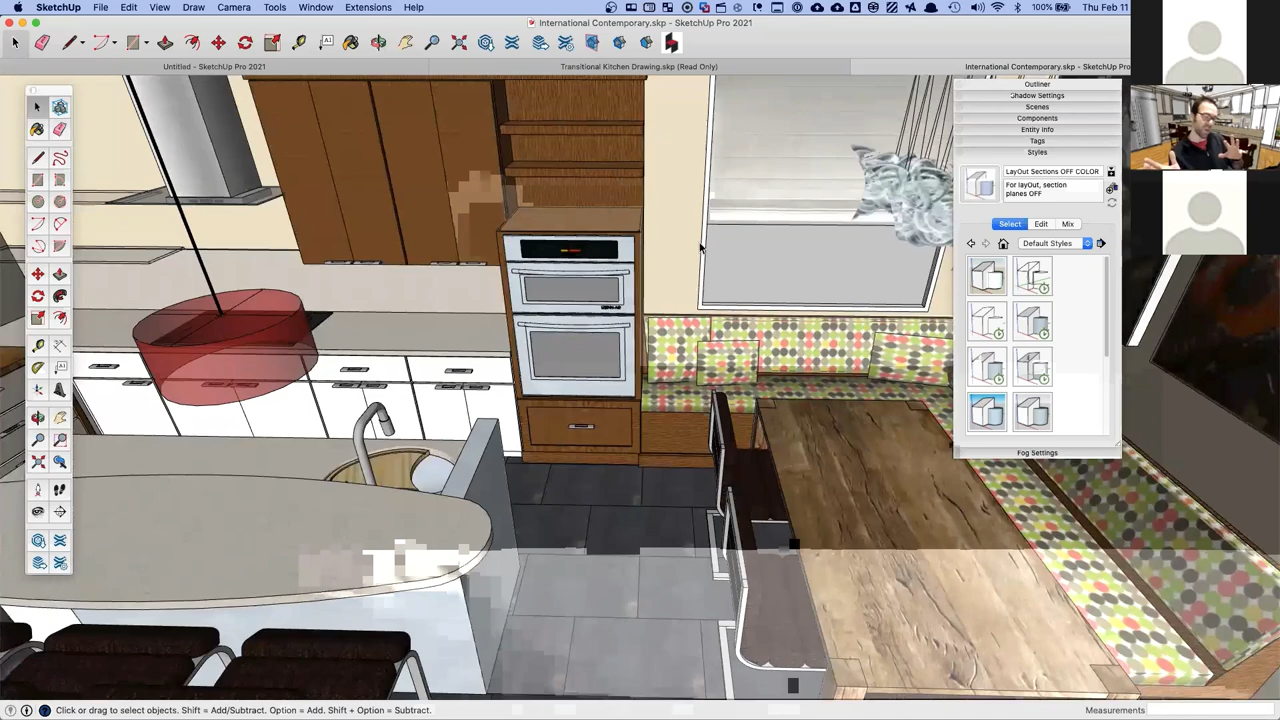 SketchUp File Edit View Draw Camera Tools Window Extensions Help 100% Thu Feb 11
International Contemporary.skp - SketchUp Pro 2021
Untitled - SketchUp Pro 2021 Transitional Kitchen Drawing.skp (Read Only) International Contemporary.skp - SketchUp Pro
Outliner
Shadow Settings
Scenes
Components
Entity Info
Tags
Styles
LayOut Sections OFF COLOR
For layOut, section
planes OFF
Select Edit Mix
Default Styles
Fog Settings
Click or drag to select objects. Shift = Add/Subtract. Option = Add. Shift + Option = Subtract. Measurements